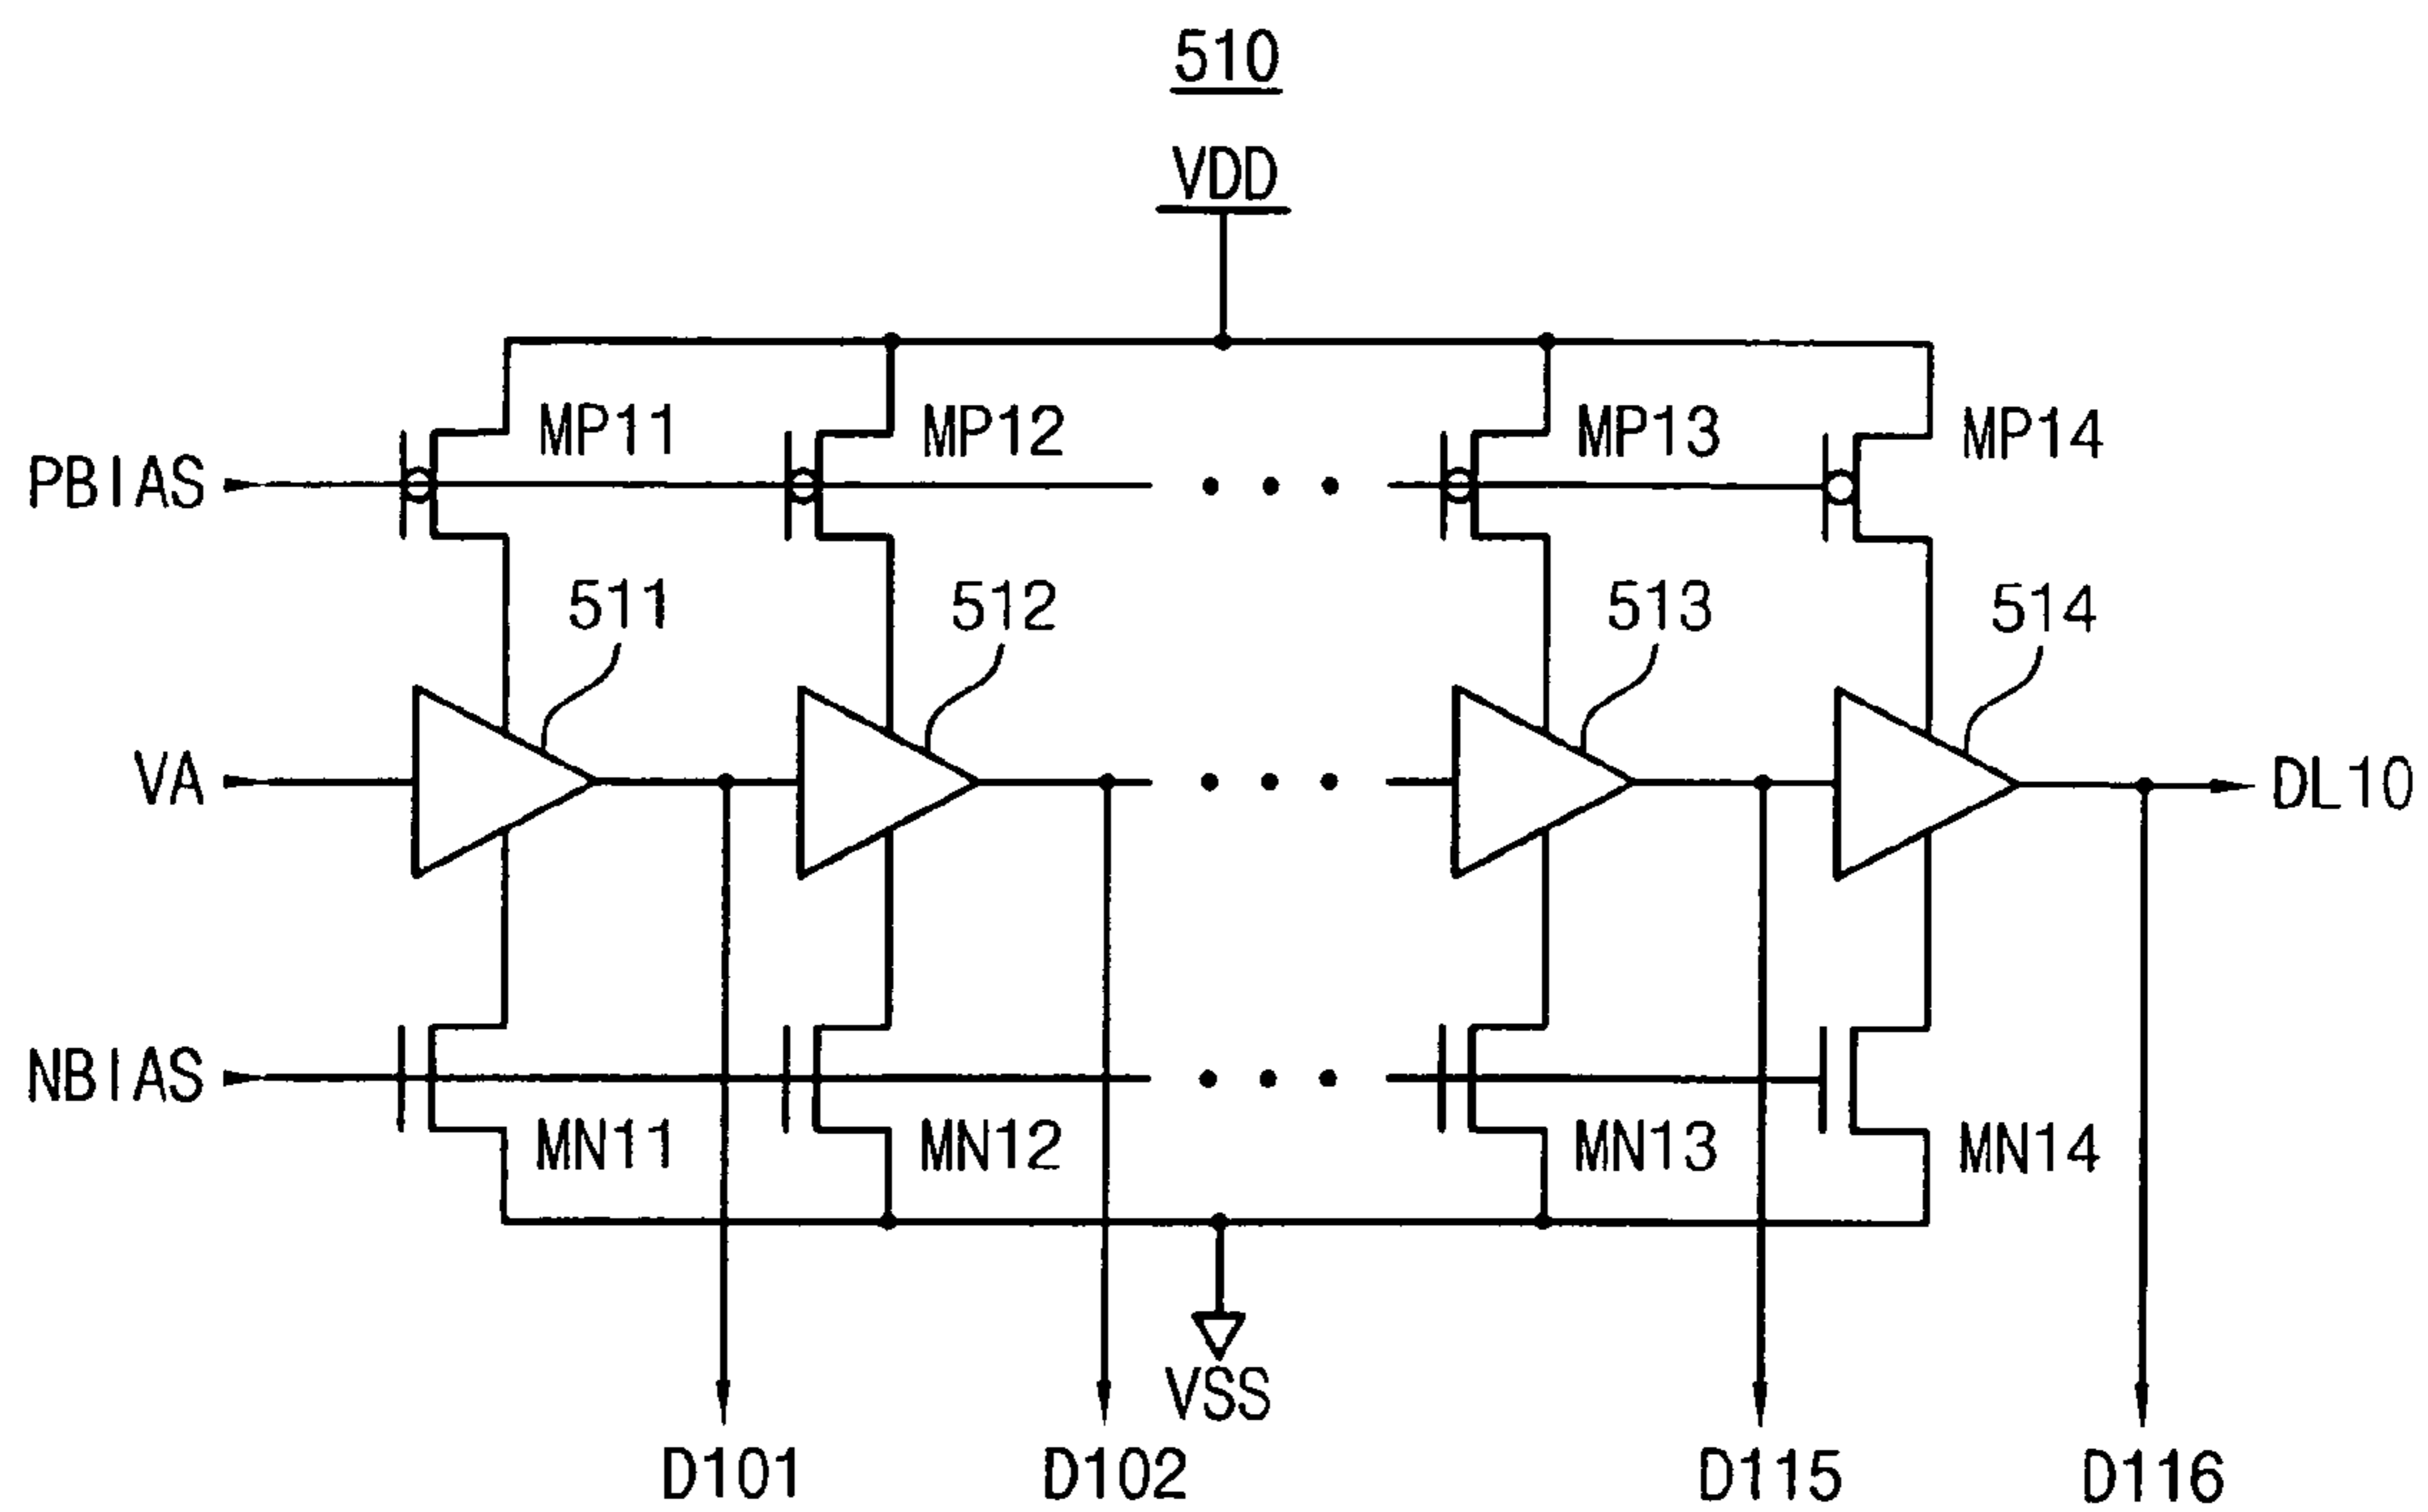 510
VDD
MP11
MP12
MP13
MP14
PBIAS
511
512
513
514
VA
DL10
NBIAS
MN11
MN12
MN13
MN14
VSS
D101
D102
D115
D116